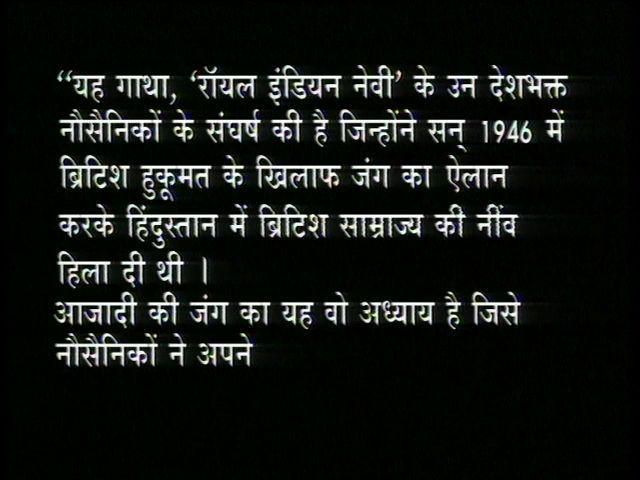 “यह गाथा, ‘रॉयल इंडियन नेवी’ के उन देशभक्त
नौसैनिकों के संघर्ष की है जिन्होंने सन् 1946 में
ब्रिटिश हुकूमत के खिलाफ जंग का ऐलान
करके हिंदुस्तान में ब्रिटिश साम्राज्य की नींव
हिला दी थी ।
आजादी की जंग का यह वो अध्याय है जिसे
नौसैनिकों ने अपने